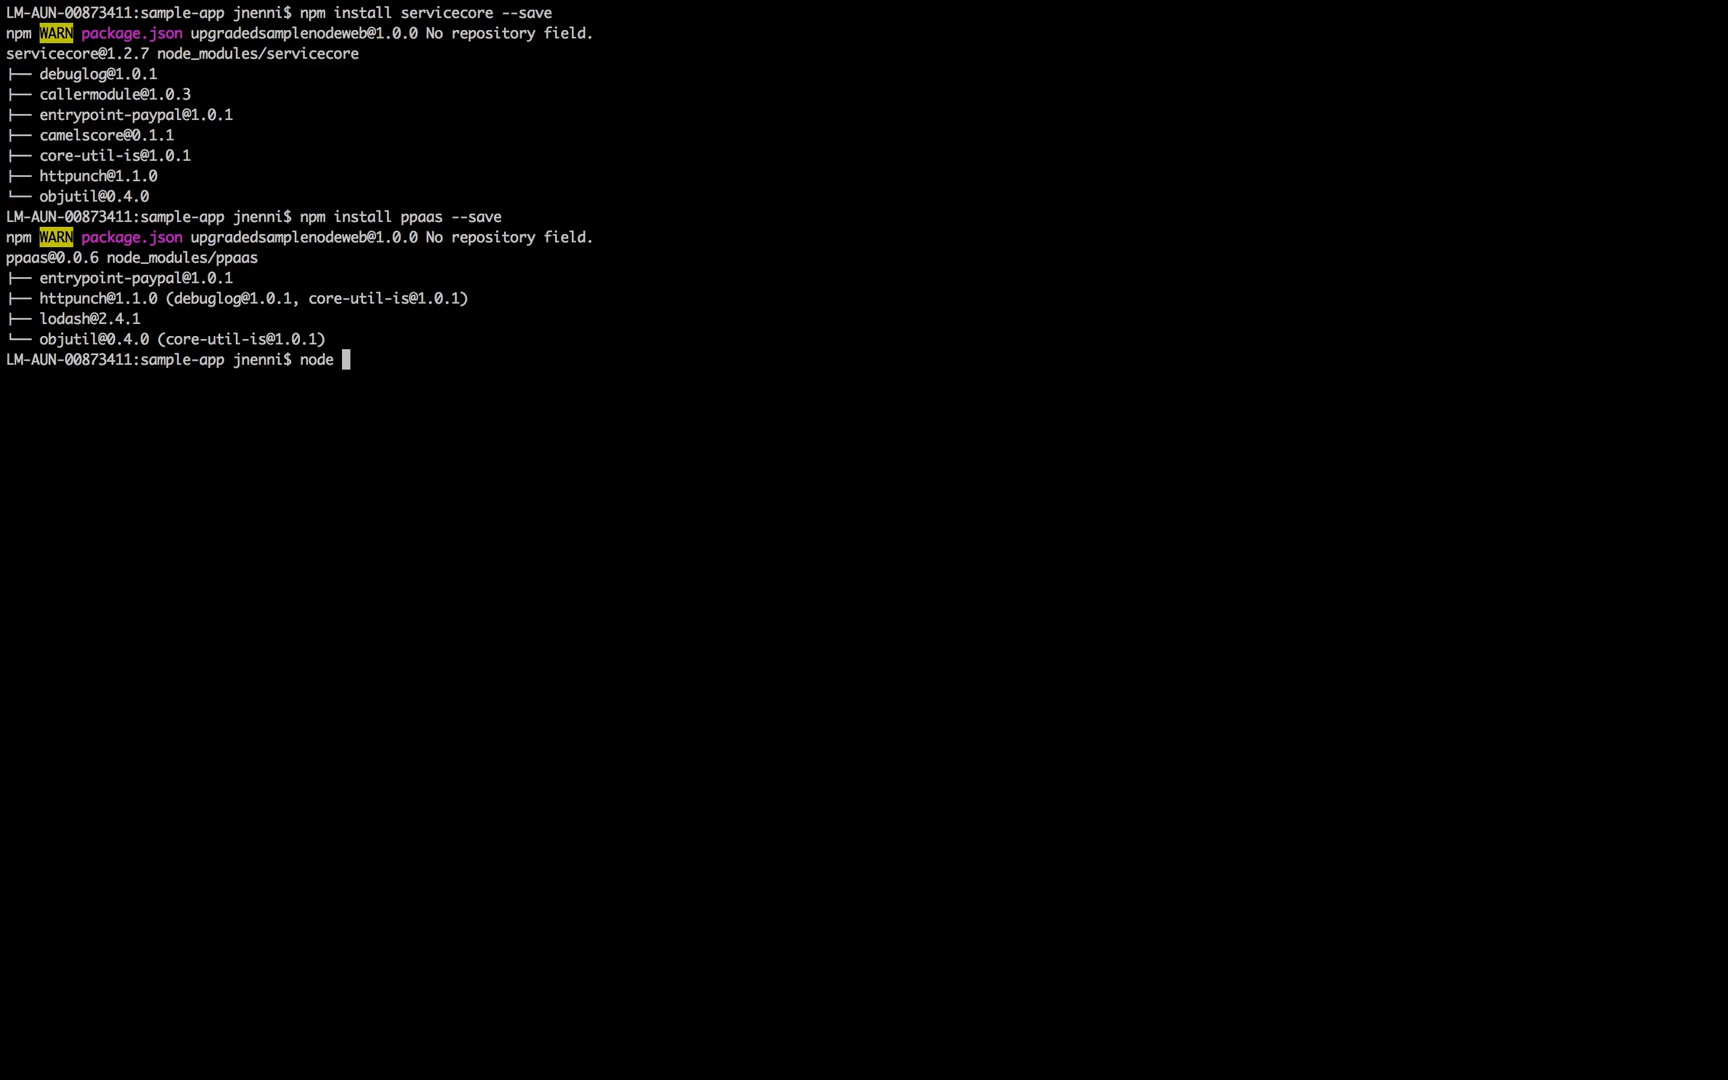 LM-AUN-00873411:sample-app jnenni$ npm install servicecore --save
npm WARN package.json upgradedsamplenodeweb@1.0.0 No repository field.
servicecore@1.2.7 node_modules/servicecore
├── debuglog@1.0.1
├── callermodule@1.0.3
├── entrypoint-paypal@1.0.1
├── camelscore@0.1.1
├── core-util-is@1.0.1
├── httpunch@1.1.0
└── objutil@0.4.0
LM-AUN-00873411:sample-app jnenni$ npm install ppaas --save
npm WARN package.json upgradedsamplenodeweb@1.0.0 No repository field.
ppaas@0.0.6 node_modules/ppaas
├── entrypoint-paypal@1.0.1
├── httpunch@1.1.0 (debuglog@1.0.1, core-util-is@1.0.1)
├── lodash@2.4.1
└── objutil@0.4.0 (core-util-is@1.0.1)
LM-AUN-00873411:sample-app jnenni$ node